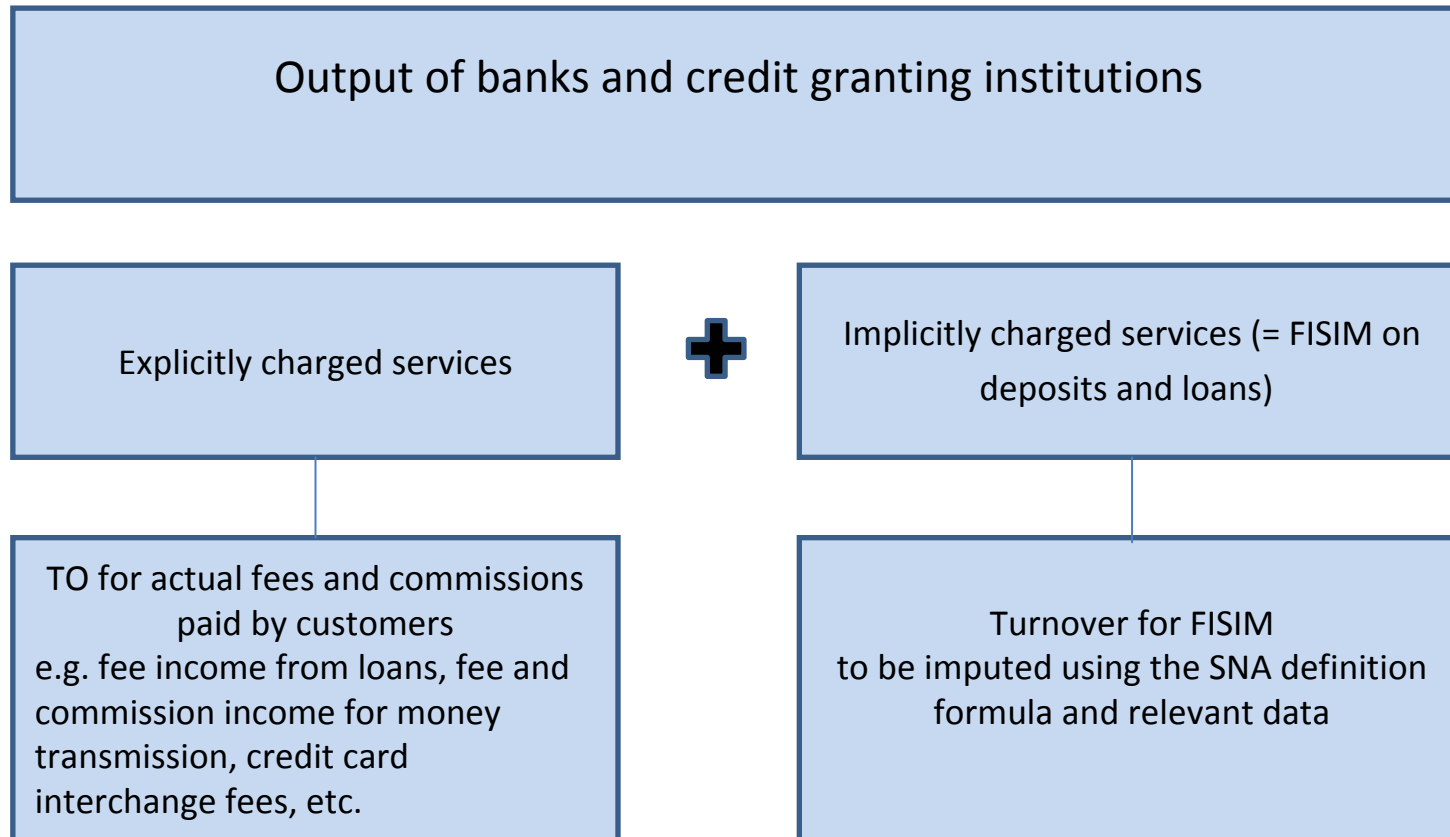 Output of banks and credit granting institutions
Explicitly charged services
Implicitly charged services (= FISIM on
deposits and loans)
TO for actual fees and commissions
paid by customers
e.g. fee income from loans, fee and
commission income for money
transmission, credit card
interchange fees, etc.
Turnover for FISIM
to be imputed using the SNA definition
formula and relevant data